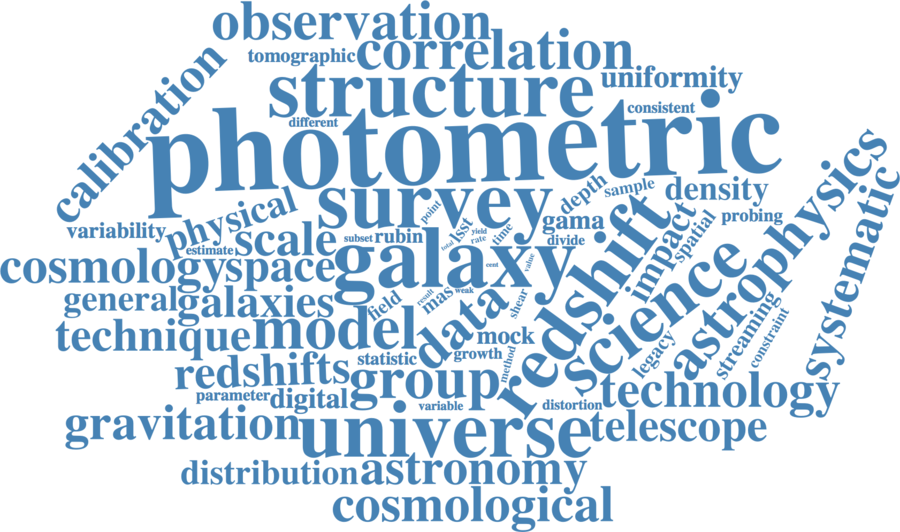 observation
tomographic
correlation
calibration
structure
uniformity
consistent
different
photometric
survey
point
depth
sample
density
astrophysics
systematic
variability
physical
estimate
scale
subset
rubin
lsst
total
yield
rate
time
gama
divide
redshift
impact
spatial
probing
cosmology
space
galaxy
cent
value
science
general
galaxies
field
result
mas
weak
data
shear
streaming
constraint
technique
model
mock
legacy
statistic
growth
method
redshifts
parameter
digital
group
variable
distortion
technology
gravitation
universe
telescope
distribution
astronomy
cosmological